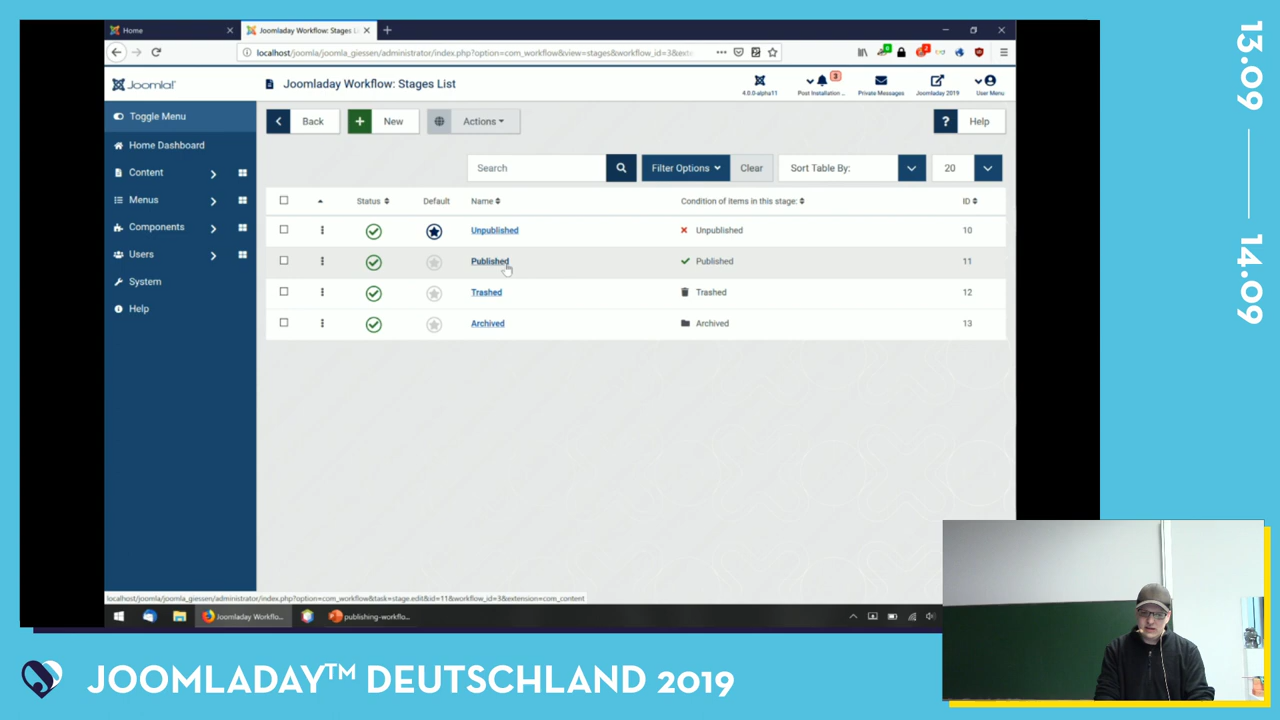 Home
Joomladay Workflow: Stages Li
localhost/joomla/joomla_giessen/administrator/index.php?option=com_workflow&view=stages&workflow_id=3&exte
Joomla!
Joomladay Workflow: Stages List
4.0.0-alpha11
3
Post Installation ...
Private Messages
Joomladay 2019
User Menu
Toggle Menu
Back
New
Actions
Help
Home Dashboard
Content
Menus
Components
Users
System
Help
Search
Filter Options
Clear
Sort Table By:
20
Status
Default
Name
Condition of items in this stage:
ID
Unpublished
Unpublished
10
Published
Published
11
Trashed
Trashed
12
Archived
Archived
13
localhost/joomla/joomla_giessen/administrator/index.php?option=com_workflow&task=stage.edit&id=11&workflow_id=3&extension=com_content
Joomladay Workflo...
publishing-workflo...
13.09
14.09
JOOMLADAY™ DEUTSCHLAND 2019